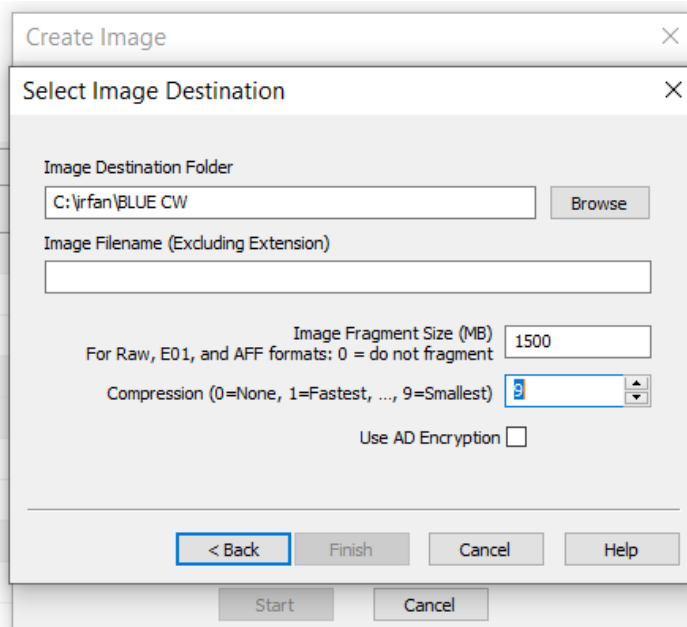 Create Image
Select Image Destination
Image Destination Folder
C:\irfan\BLUE CW
Browse
Image Filename (Excluding Extension)
Image Fragment Size (MB)
1500
For Raw, E01, and AFF formats: 0 = do not fragment
Compression (0=None, 1=Fastest, ..., 9=Smallest)
9
Use AD Encryption
< Back
Finish
Cancel
Help
Start
Cancel